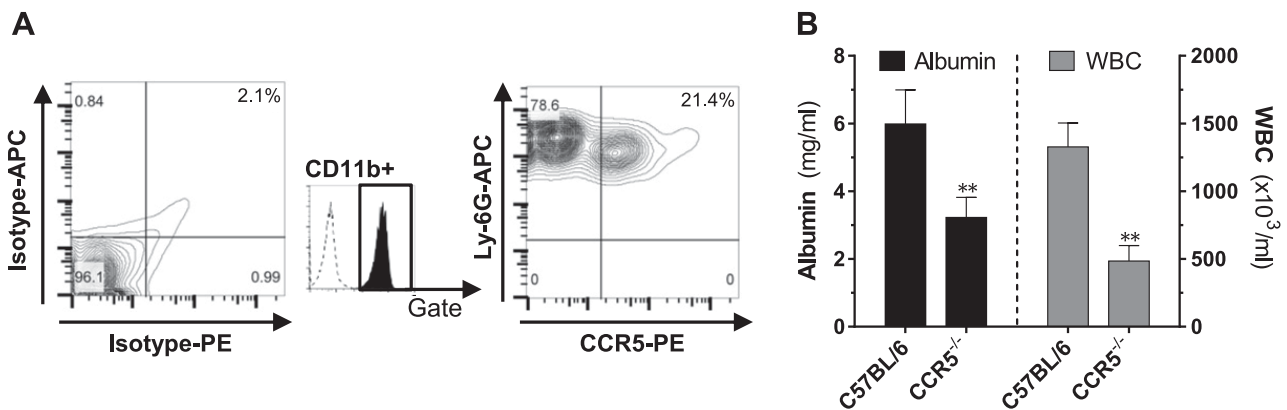 A
0.84
2.1%
96.1
0.99
Isotype-APC
Isotype-PE
CD11b+
Gate
78.6
21.4%
0
0
Ly-6G-APC
CCR5-PE
B
Albumin
WBC
8
6
4
2
0
Albumin (mg/ml)
2000
1500
1000
500
0
WBC (x10³/ml)
**
**
C57BL/6
CCR5⁻/⁻
C57BL/6
CCR5⁻/⁻